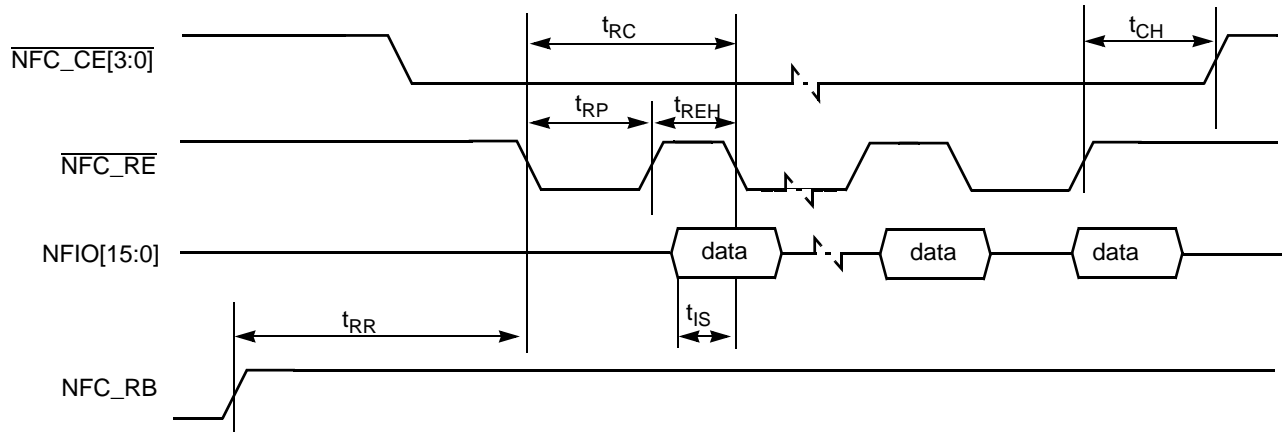 tRC
tCH
NFC_CE[3:0]
tRP
tREH
NFC_RE
NFIO[15:0]
data
data
data
tIS
tRR
NFC_RB